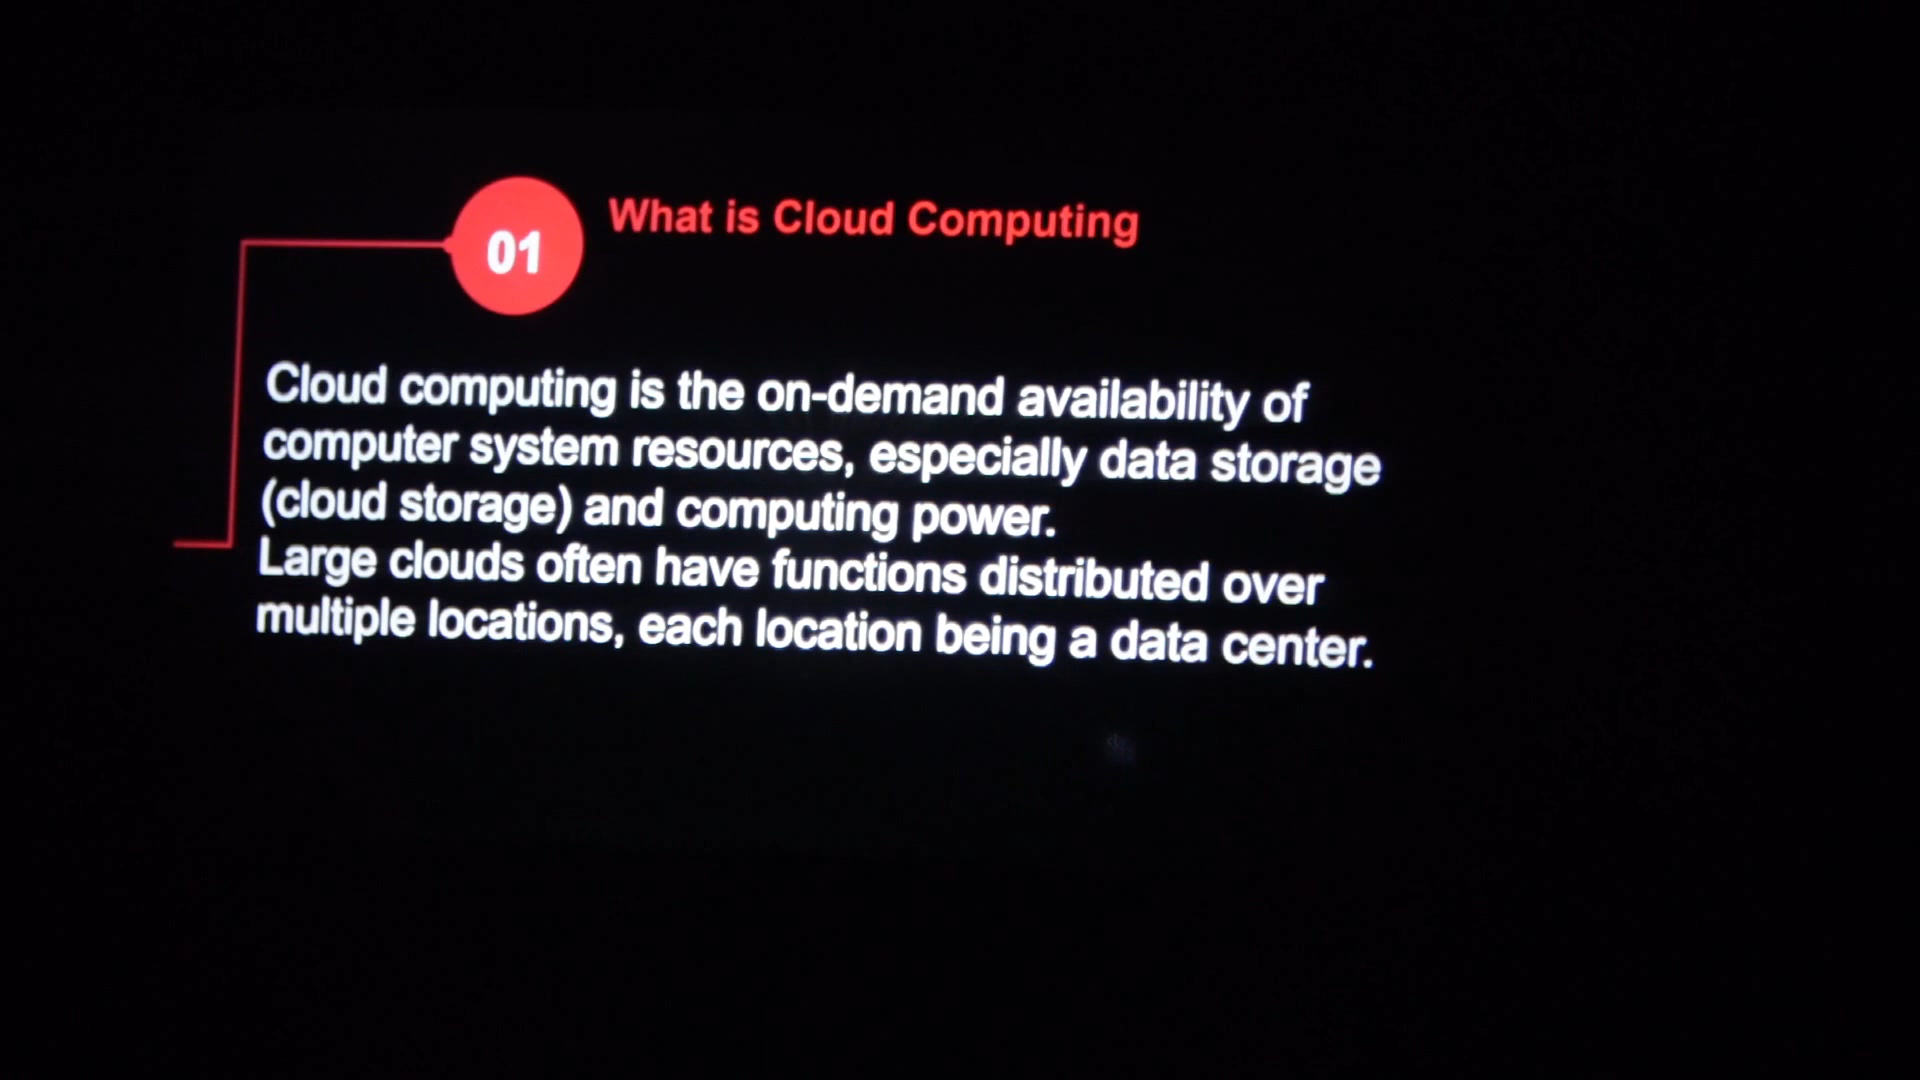 01
What is Cloud Computing
Cloud computing is the on-demand availability of
computer system resources, especially data storage
(cloud storage) and computing power.
Large clouds often have functions distributed over
multiple locations, each location being a data center.